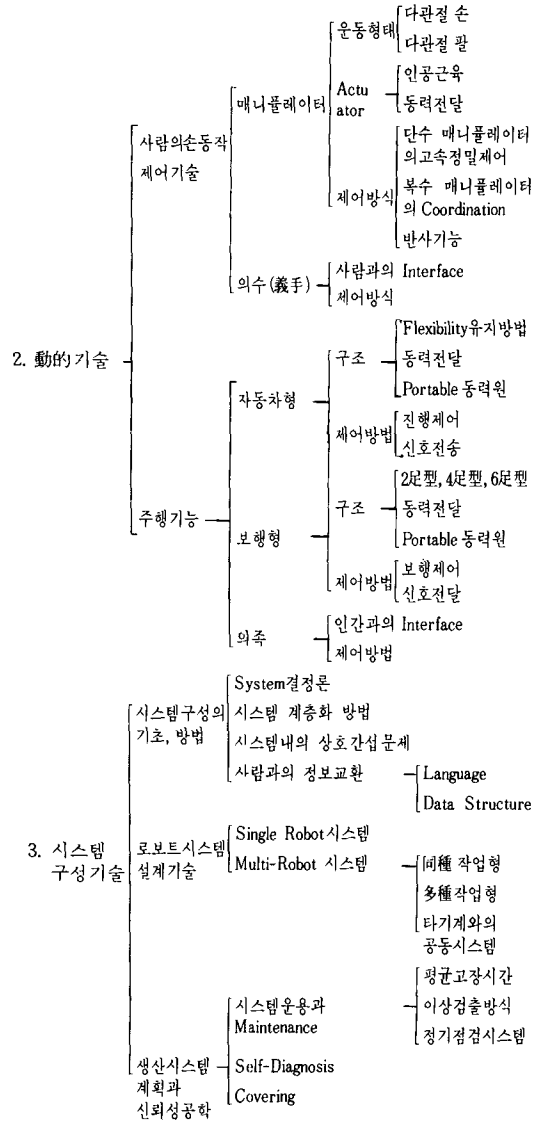 2. 動的기술
사람의손동작
제어기술
매니퓰레이터
운동형태
다관절 손
다관절 팔
Actu
ator
인공근육
동력전달
제어방식
단수 매니퓰레이터
의고속정밀제어
복수 매니퓰레이터
의 Coordination
반사기능
의수(義手)
사람과의 Interface
제어방식
주행기능
자동차형
구조
Flexibility유지방법
동력전달
Portable 동력원
제어방법
진행제어
신호전송
보행형
구조
2足型, 4足型, 6足型
동력전달
Portable 동력원
제어방법
보행제어
신호전달
의족
인간과의 Interface
제어방법
3. 시스템
구성기술
시스템구성의
기초, 방법
System결정론
시스템 계층화 방법
시스템내의 상호간섭문제
사람과의 정보교환
Language
Data Structure
로보트시스템
설계기술
Single Robot시스템
Multi-Robot 시스템
同種 작업형
多種작업형
타기계와의
공동시스템
생산시스템
계획과
신뢰성공학
시스템운용과
Maintenance
평균고장시간
이상검출방식
정기점검시스템
Self-Diagnosis
Covering